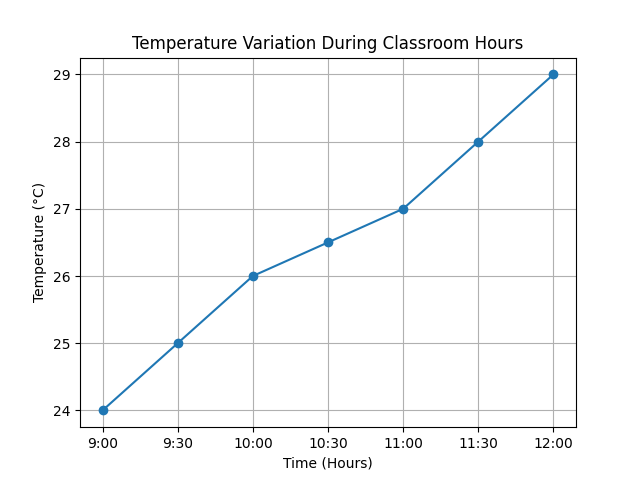 Temperature Variation During Classroom Hours
29
28
27
26
25
24
Temperature (°C)
9:00 9:30 10:00 10:30 11:00 11:30 12:00
Time (Hours)